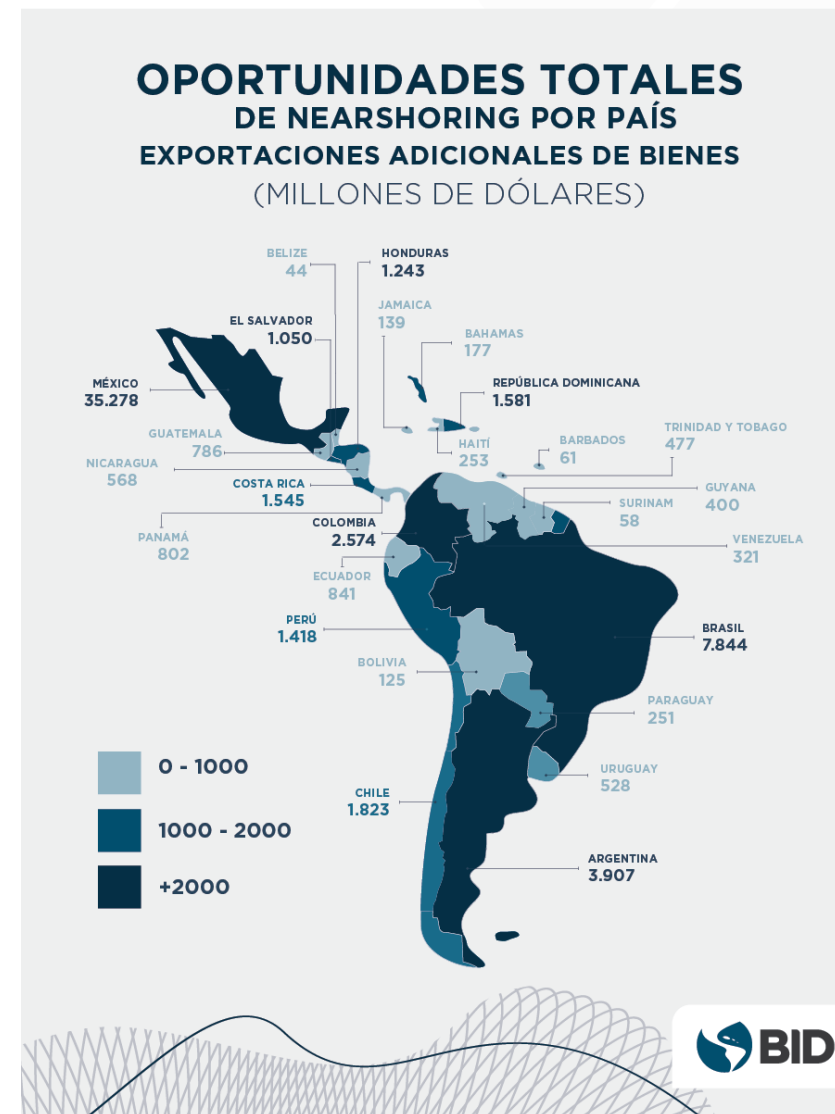 OPORTUNIDADES TOTALES
DE NEARSHORING POR PAÍS
EXPORTACIONES ADICIONALES DE BIENES
(MILLONES DE DÓLARES)
BELIZE
44
HONDURAS
1.243
JAMAICA
139
EL SALVADOR
1.050
BAHAMAS
177
MÉXICO
35.278
REPÚBLICA DOMINICANA
1.581
GUATEMALA
786
HAITÍ
253
BARBADOS
61
TRINIDAD Y TOBAGO
477
NICARAGUA
568
COSTA RICA
1.545
GUYANA
400
SURINAM
58
PANAMÁ
802
COLOMBIA
2.574
VENEZUELA
321
ECUADOR
841
PERÚ
1.418
BRASIL
7.844
BOLIVIA
125
PARAGUAY
251
URUGUAY
528
CHILE
1.823
ARGENTINA
3.907
0 - 1000
1000 - 2000
+2000
BID